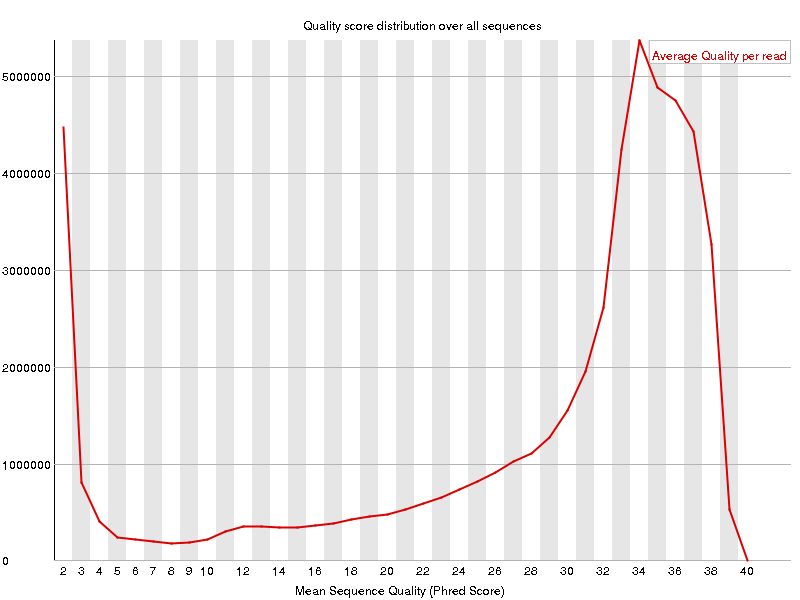 Quality score distribution over all sequences
Average Quality per read
5000000
4000000
3000000
2000000
1000000
0
2 3 4 5 6 7 8 9 10 12 14 16 18 20 22 24 26 28 30 32 34 36 38 40
Mean Sequence Quality (Phred Score)